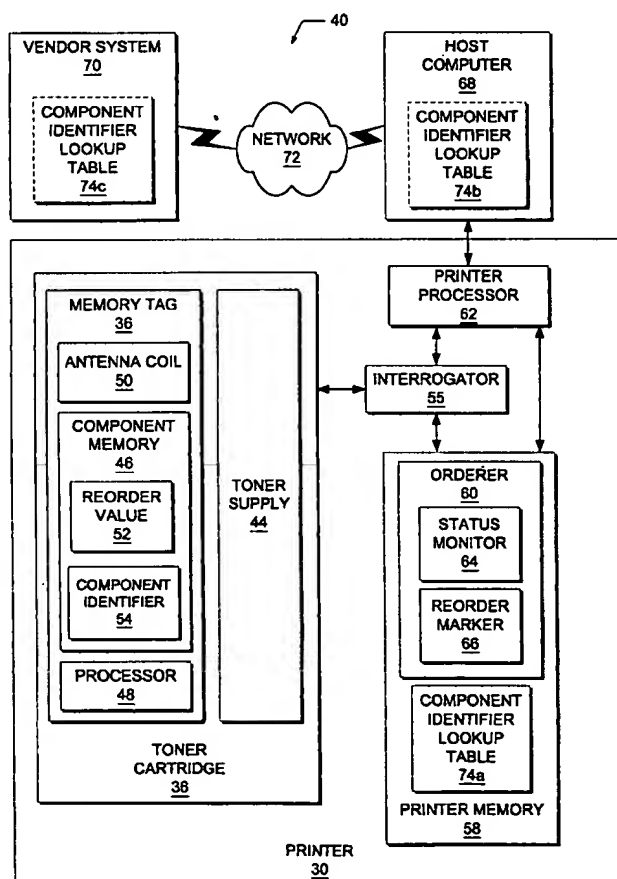 40
VENDOR SYSTEM
70
COMPONENT
IDENTIFIER
LOOKUP
TABLE
74c
NETWORK
72
HOST
COMPUTER
68
COMPONENT
IDENTIFIER
LOOKUP
TABLE
74b
PRINTER
PROCESSOR
62
INTERROGATOR
55
MEMORY TAG
36
ANTENNA COIL
50
COMPONENT
MEMORY
46
REORDER
VALUE
52
COMPONENT
IDENTIFIER
54
PROCESSOR
48
TONER
SUPPLY
44
TONER
CARTRIDGE
38
ORDERER
60
STATUS
MONITOR
64
REORDER
MARKER
66
COMPONENT
IDENTIFIER
LOOKUP
TABLE
74a
PRINTER MEMORY
58
PRINTER
30